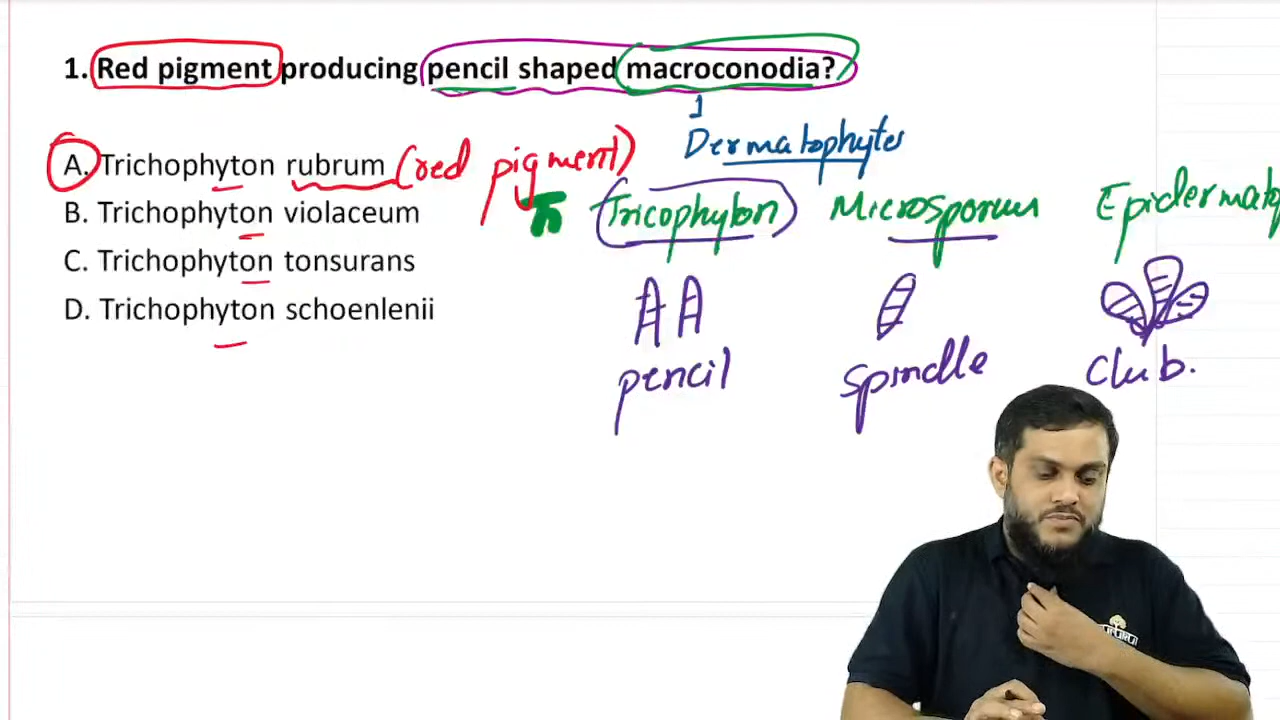 1. Red pigment producing pencil shaped macroconodia?
Dermatophyte
A. Trichophyton rubrum (red pigment)
B. Trichophyton violaceum
Tricophyton Microsporum Epidermatop
C. Trichophyton tonsurans
D. Trichophyton schoenlenii
pencil spindle club.